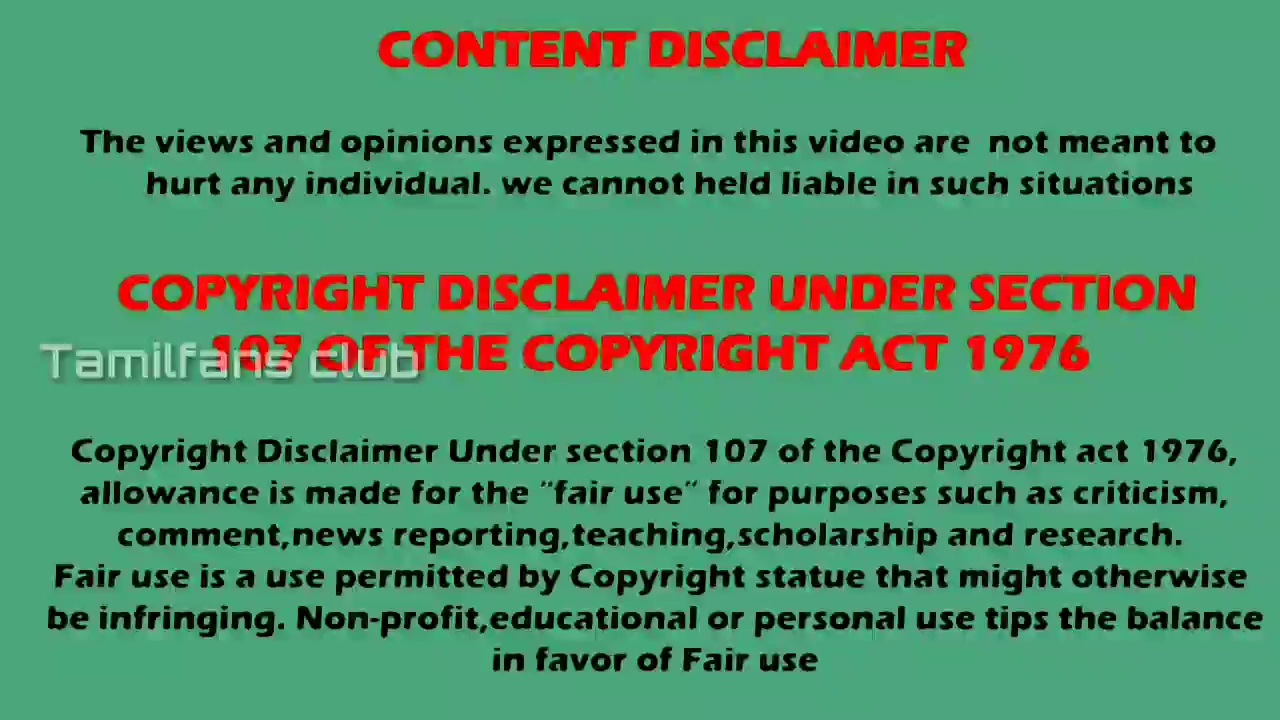 CONTENT DISCLAIMER
The views and opinions expressed in this video are not meant to
hurt any individual. we cannot held liable in such situations
COPYRIGHT DISCLAIMER UNDER SECTION
107 OF THE COPYRIGHT ACT 1976
Tamilfans club
Copyright Disclaimer Under section 107 of the Copyright act 1976,
allowance is made for the "fair use" for purposes such as criticism,
comment,news reporting,teaching,scholarship and research.
Fair use is a use permitted by Copyright statue that might otherwise
be infringing. Non-profit,educational or personal use tips the balance
in favor of Fair use